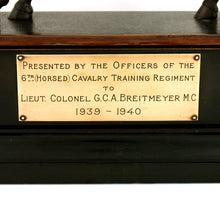 PRESENTED BY THE OFFICERS OF THE
6TH (HORSED) CAVALRY TRAINING REGIMENT
TO
LIEUT. COLONEL G.C.A. BREITMEYER M.C
1939 - 1940